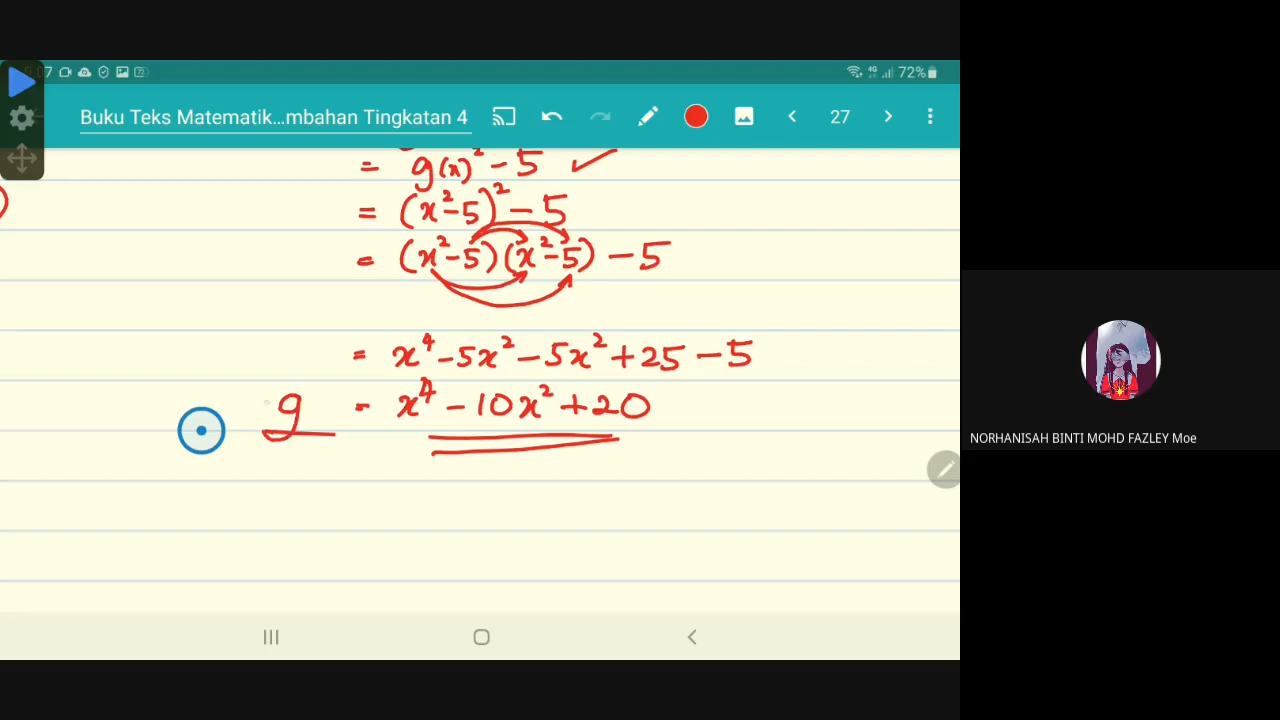 72%
Buku Teks Matematik...mbahan Tingkatan 4
27
= g(x)² - 5 ✓
= (x²-5)² - 5
= (x²-5)(x²-5) - 5
= x⁴ - 5x² - 5x² + 25 - 5
g = x⁴ - 10x² + 20
NORHANISAH BINTI MOHD FAZLEY Moe